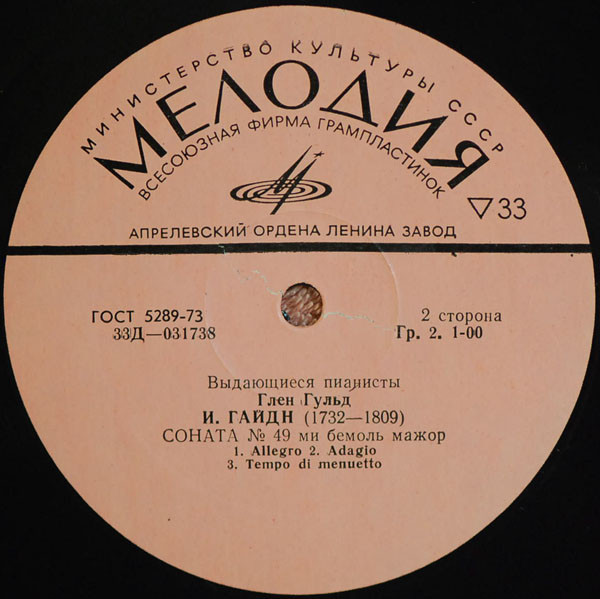 МИНИСТЕРСТВО КУЛЬТУРЫ СССР
МЕЛОДИЯ
ВСЕСОЮЗНАЯ ФИРМА ГРАМПЛАСТИНОК
33
АПРЕЛЕВСКИЙ ОРДЕНА ЛЕНИНА ЗАВОД
ГОСТ 5289-73
33Д—031738
2 сторона
Гр. 2. 1-00
Выдающиеся пианисты
Глен Гульд
И. ГАЙДН (1732—1809)
СОНАТА № 49 ми бемоль мажор
1. Allegro 2. Adagio
3. Tempo di menuetto